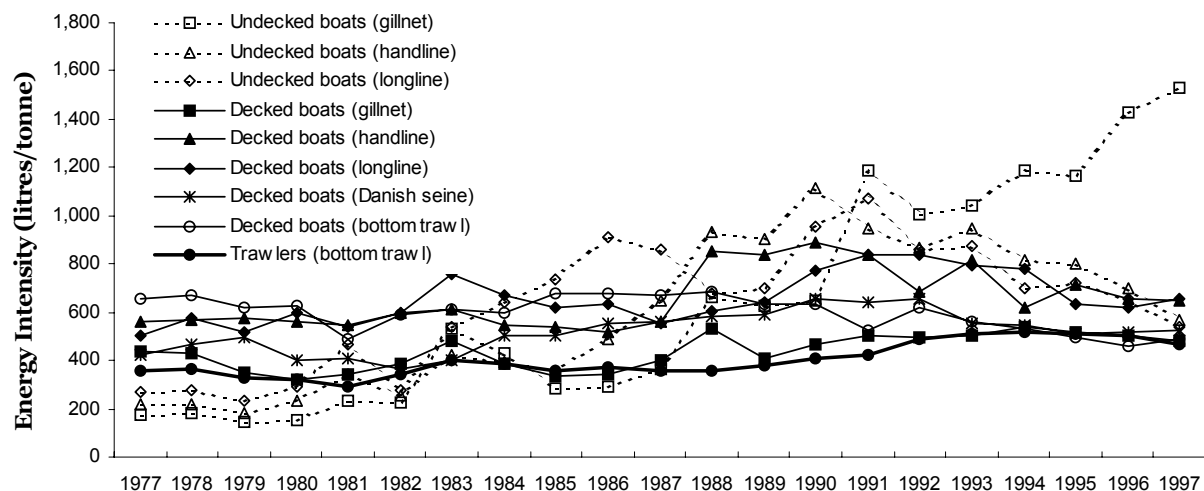 1,800
1,600
1,400
1,200
1,000
800
600
400
200
0
Energy Intensity (litres/tonne)
Undecked boats (gillnet)
Undecked boats (handline)
Undecked boats (longline)
Decked boats (gillnet)
Decked boats (handline)
Decked boats (longline)
Decked boats (Danish seine)
Decked boats (bottom trawl)
Trawlers (bottom trawl)
1977 1978 1979 1980 1981 1982 1983 1984 1985 1986 1987 1988 1989 1990 1991 1992 1993 1994 1995 1996 1997